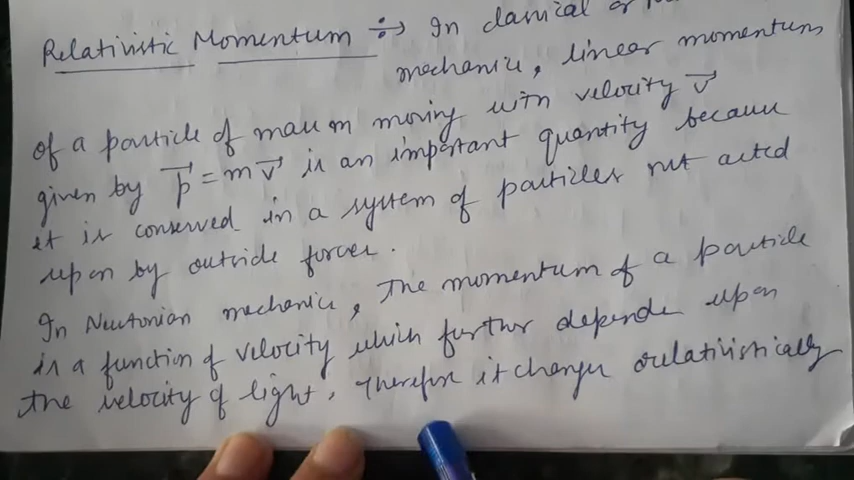 Relativistic Momentum ÷→ In classical or
mechanics, linear momentum
of a particle of mass m moving with velocity v⃗
given by p⃗ = m v⃗ is an important quantity because
it is conserved in a system of particles not acted
upon by outside forces.
In Newtonian mechanics, The momentum of a particle
is a function of velocity which further depends upon
the velocity of light. Therefore it changes relativistically